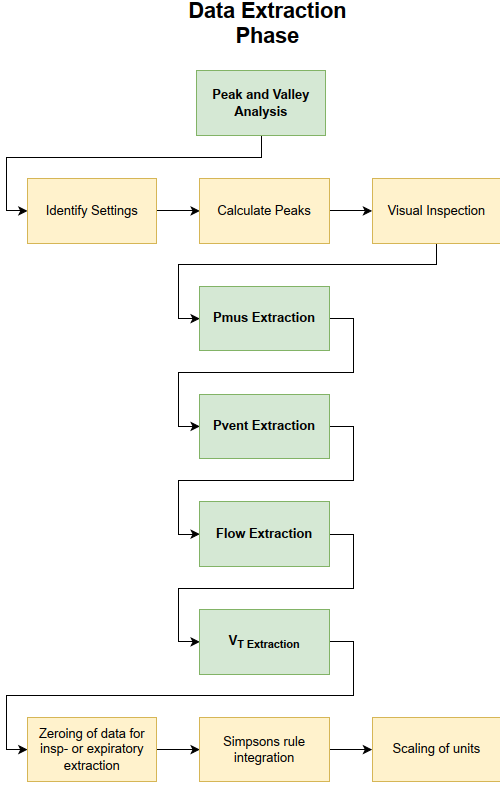 Data Extraction
Phase
Peak and Valley
Analysis
Identify Settings
Calculate Peaks
Visual Inspection
Pmus Extraction
Pvent Extraction
Flow Extraction
VT Extraction
Zeroing of data for
insp- or expiratory
extraction
Simpsons rule
integration
Scaling of units